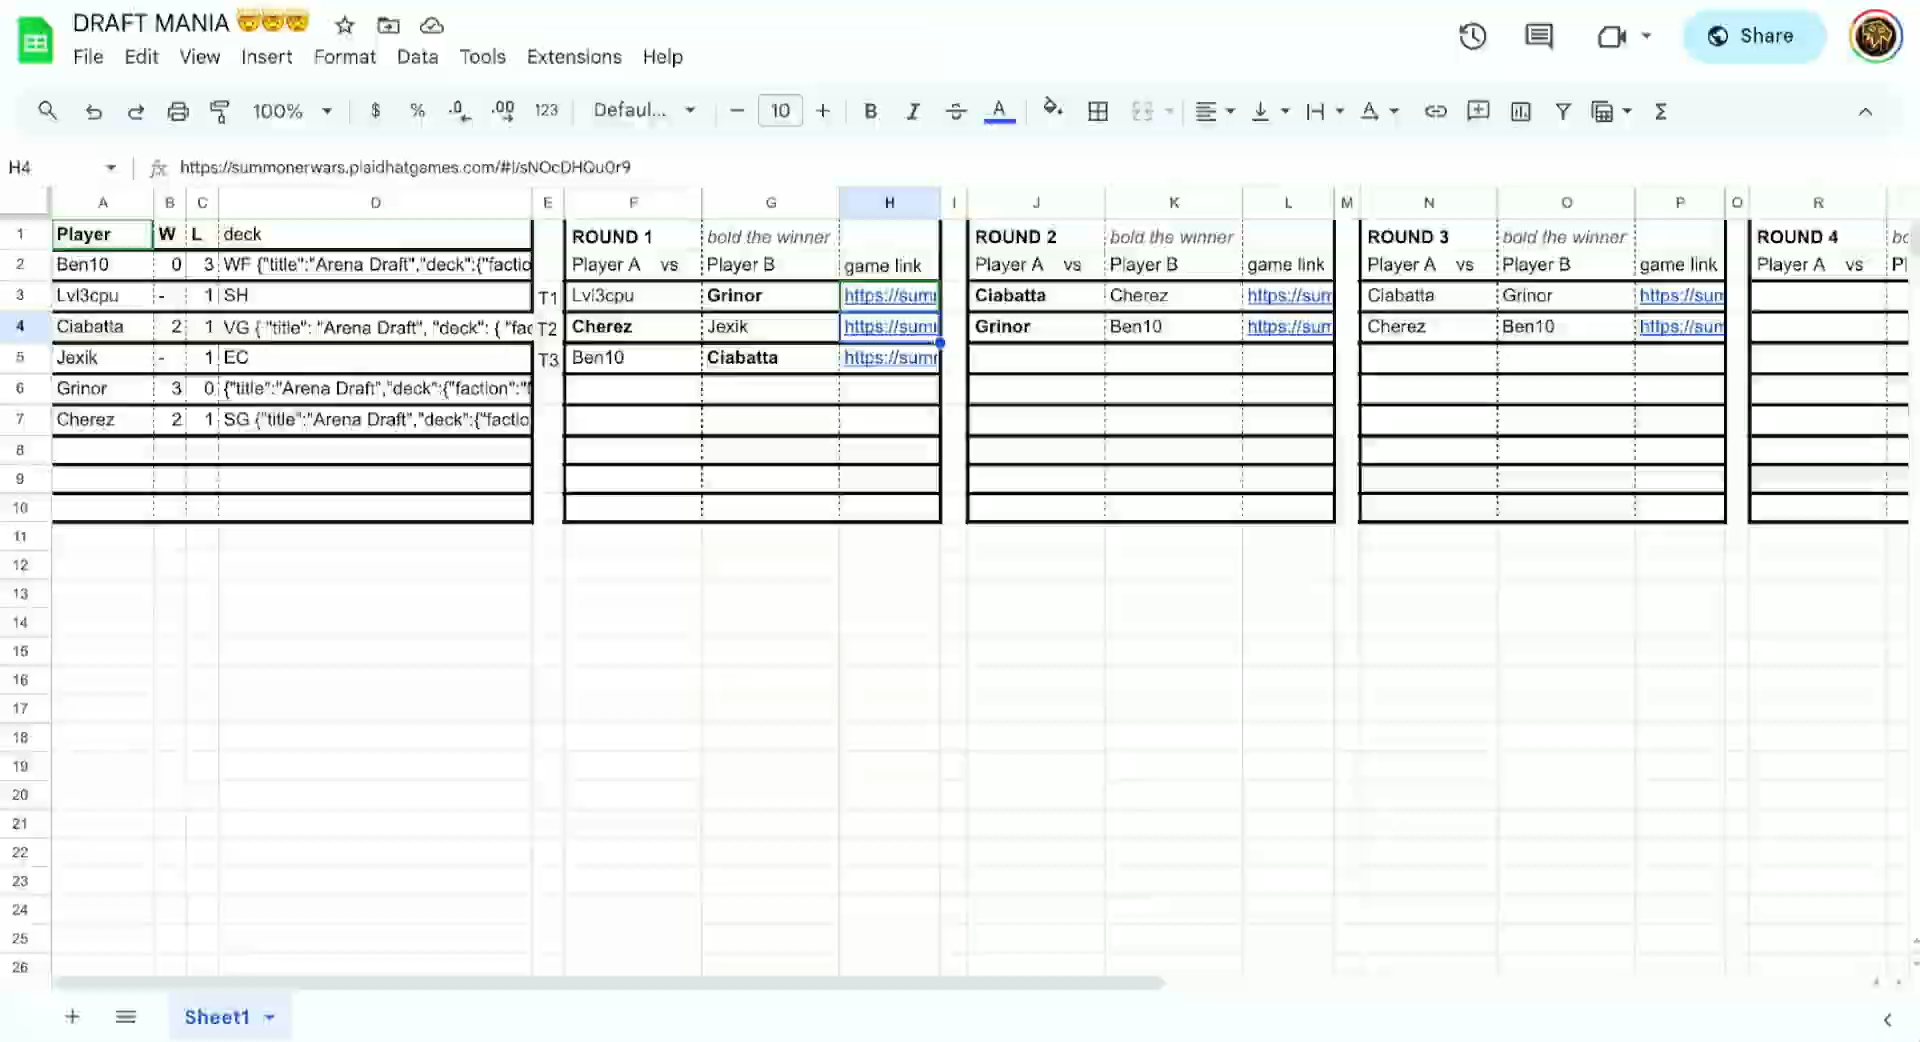 DRAFT MANIA 🤯🤯🤯
File Edit View Insert Format Data Tools Extensions Help
Share
100% $ % .0 .00 123 Defaul... 10 B I A
H4 fx https://summonerwars.plaidhatgames.com/#!/sNOcDHQu0r9
A B C D E F G H I J K L M N O P Q R
1 Player W L deck ROUND 1 bold the winner ROUND 2 bold the winner ROUND 3 bold the winner ROUND 4 bo
2 Ben10 0 3 WF {"title":"Arena Draft","deck":{"factio Player A vs Player B game link Player A vs Player B game link Player A vs Player B game link Player A vs Pl
3 Lvl3cpu - 1 SH T1 Lvl3cpu Grinor https://sum Ciabatta Cherez https://sum Ciabatta Grinor https://sum
4 Ciabatta 2 1 VG { "title": "Arena Draft", "deck": { "fac T2 Cherez Jexik https://sum Grinor Ben10 https://sum Cherez Ben10 https://sum
5 Jexik - 1 EC T3 Ben10 Ciabatta https://sum
6 Grinor 3 0 {"title":"Arena Draft","deck":{"faction":"
7 Cherez 2 1 SG {"title":"Arena Draft","deck":{"factio
8
9
10
11
12
13
14
15
16
17
18
19
20
21
22
23
24
25
26
Sheet1